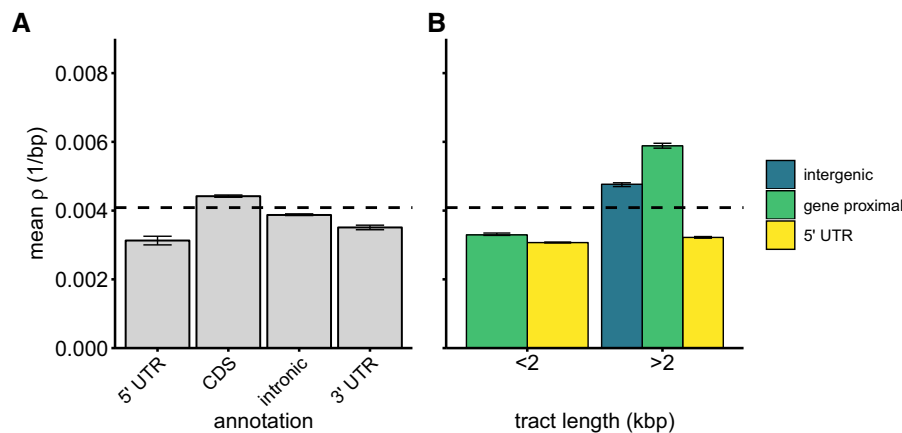 A
B
mean ρ (1/bp)
0.008
0.006
0.004
0.002
0.000
5' UTR
CDS
intronic
3' UTR
annotation
<2
>2
tract length (kbp)
intergenic
gene proximal
5' UTR